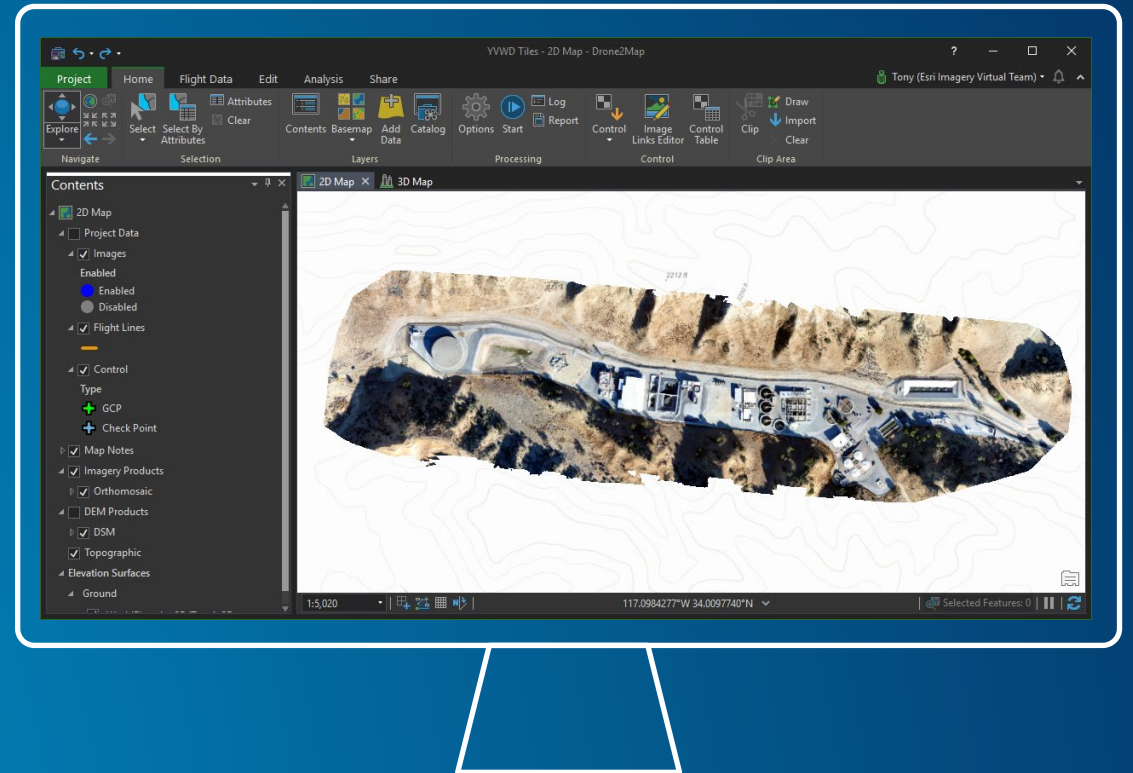 YVWD Tiles - 2D Map - Drone2Map
?
Project Home Flight Data Edit Analysis Share
Tony (Esri Imagery Virtual Team)
Explore
Select
Select By Attributes
Attributes
Clear
Contents
Basemap
Add Data
Catalog
Options
Start
Log
Report
Control
Image Links Editor
Control Table
Clip
Draw
Import
Clear
Navigate
Selection
Layers
Processing
Control
Clip Area
Contents
2D Map
3D Map
2D Map
Project Data
Images
Enabled
Enabled
Disabled
Flight Lines
Control
Type
GCP
Check Point
Map Notes
Imagery Products
Orthomosaic
DEM Products
DSM
Topographic
Elevation Surfaces
Ground
2212 ft
1:5,020
117.0984277°W 34.0097740°N
Selected Features: 0